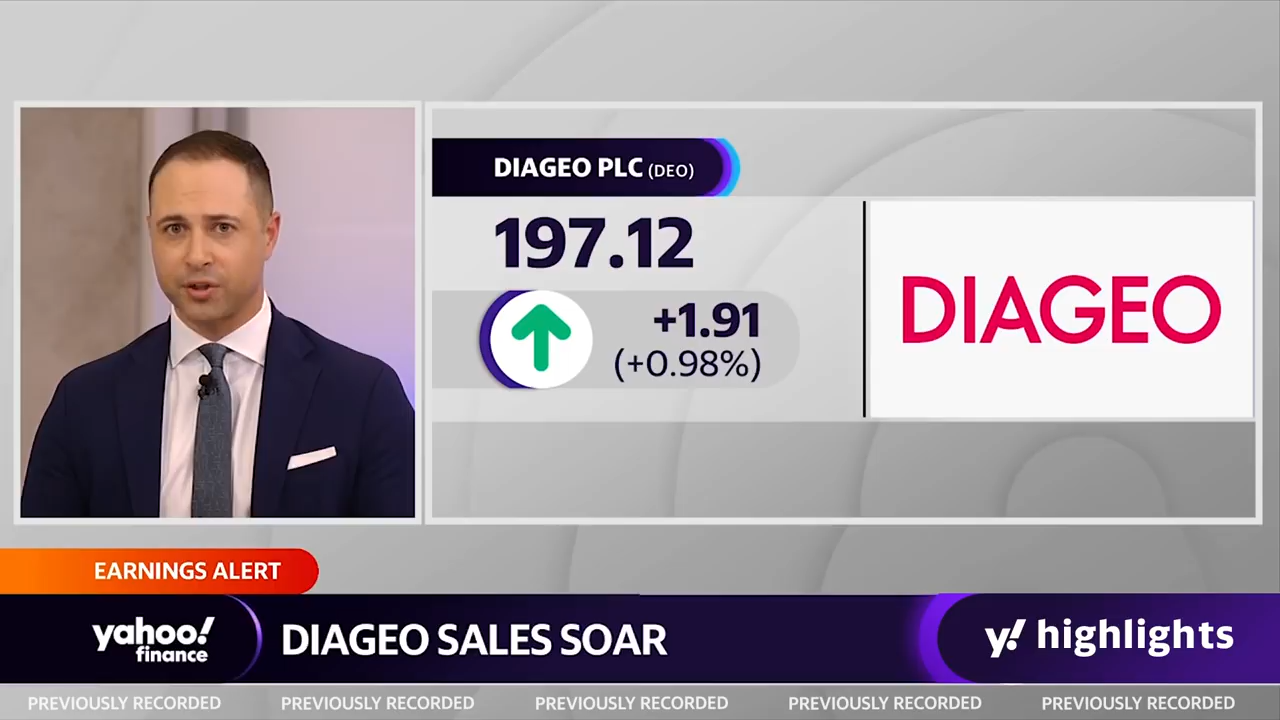 DIAGEO PLC (DEO)
197.12
+1.91
(+0.98%)
DIAGEO
EARNINGS ALERT
yahoo!
finance
DIAGEO SALES SOAR
y! highlights
PREVIOUSLY RECORDED PREVIOUSLY RECORDED PREVIOUSLY RECORDED PREVIOUSLY RECORDED PREVIOUSLY RECORDED